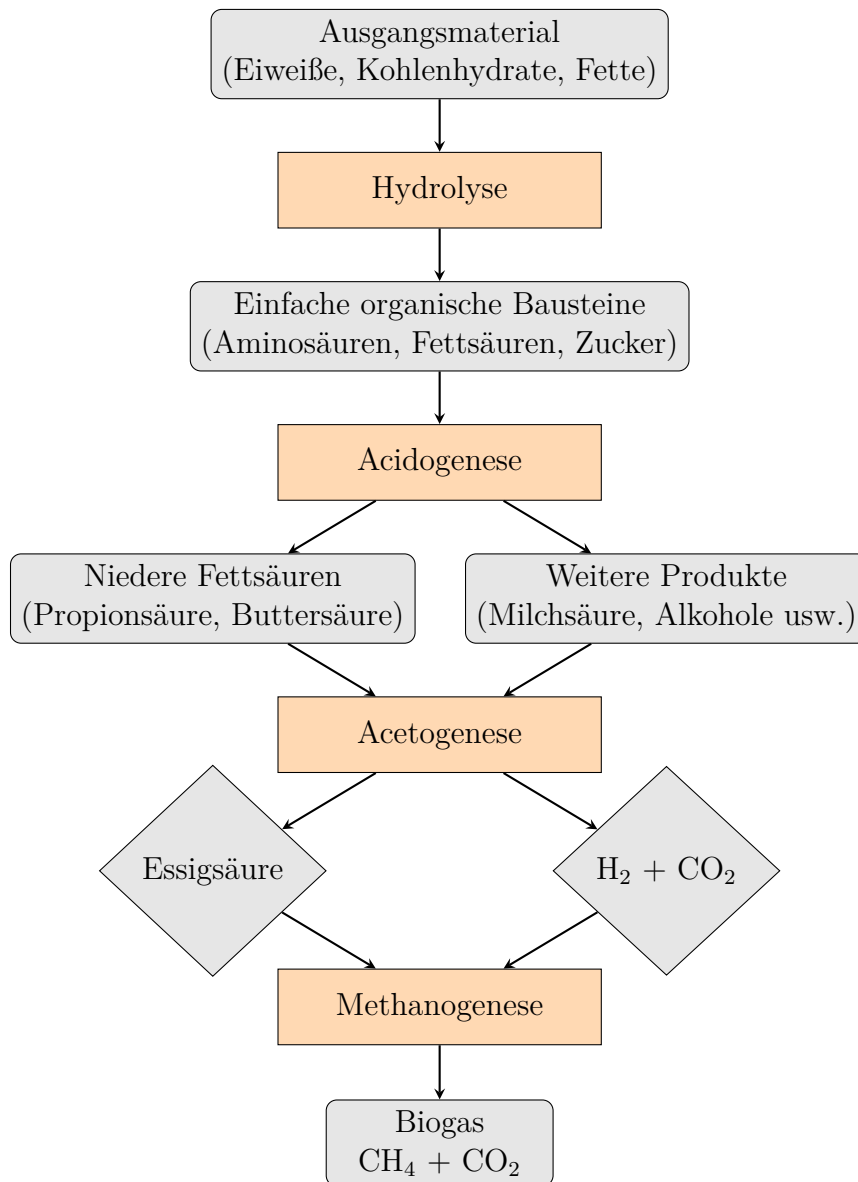 Ausgangsmaterial
(Eiweiße, Kohlenhydrate, Fette)
Hydrolyse
Einfache organische Bausteine
(Aminosäuren, Fettsäuren, Zucker)
Acidogenese
Niedere Fettsäuren
(Propionsäure, Buttersäure)
Weitere Produkte
(Milchsäure, Alkohole usw.)
Acetogenese
Essigsäure
H₂ + CO₂
Methanogenese
Biogas
CH₄ + CO₂